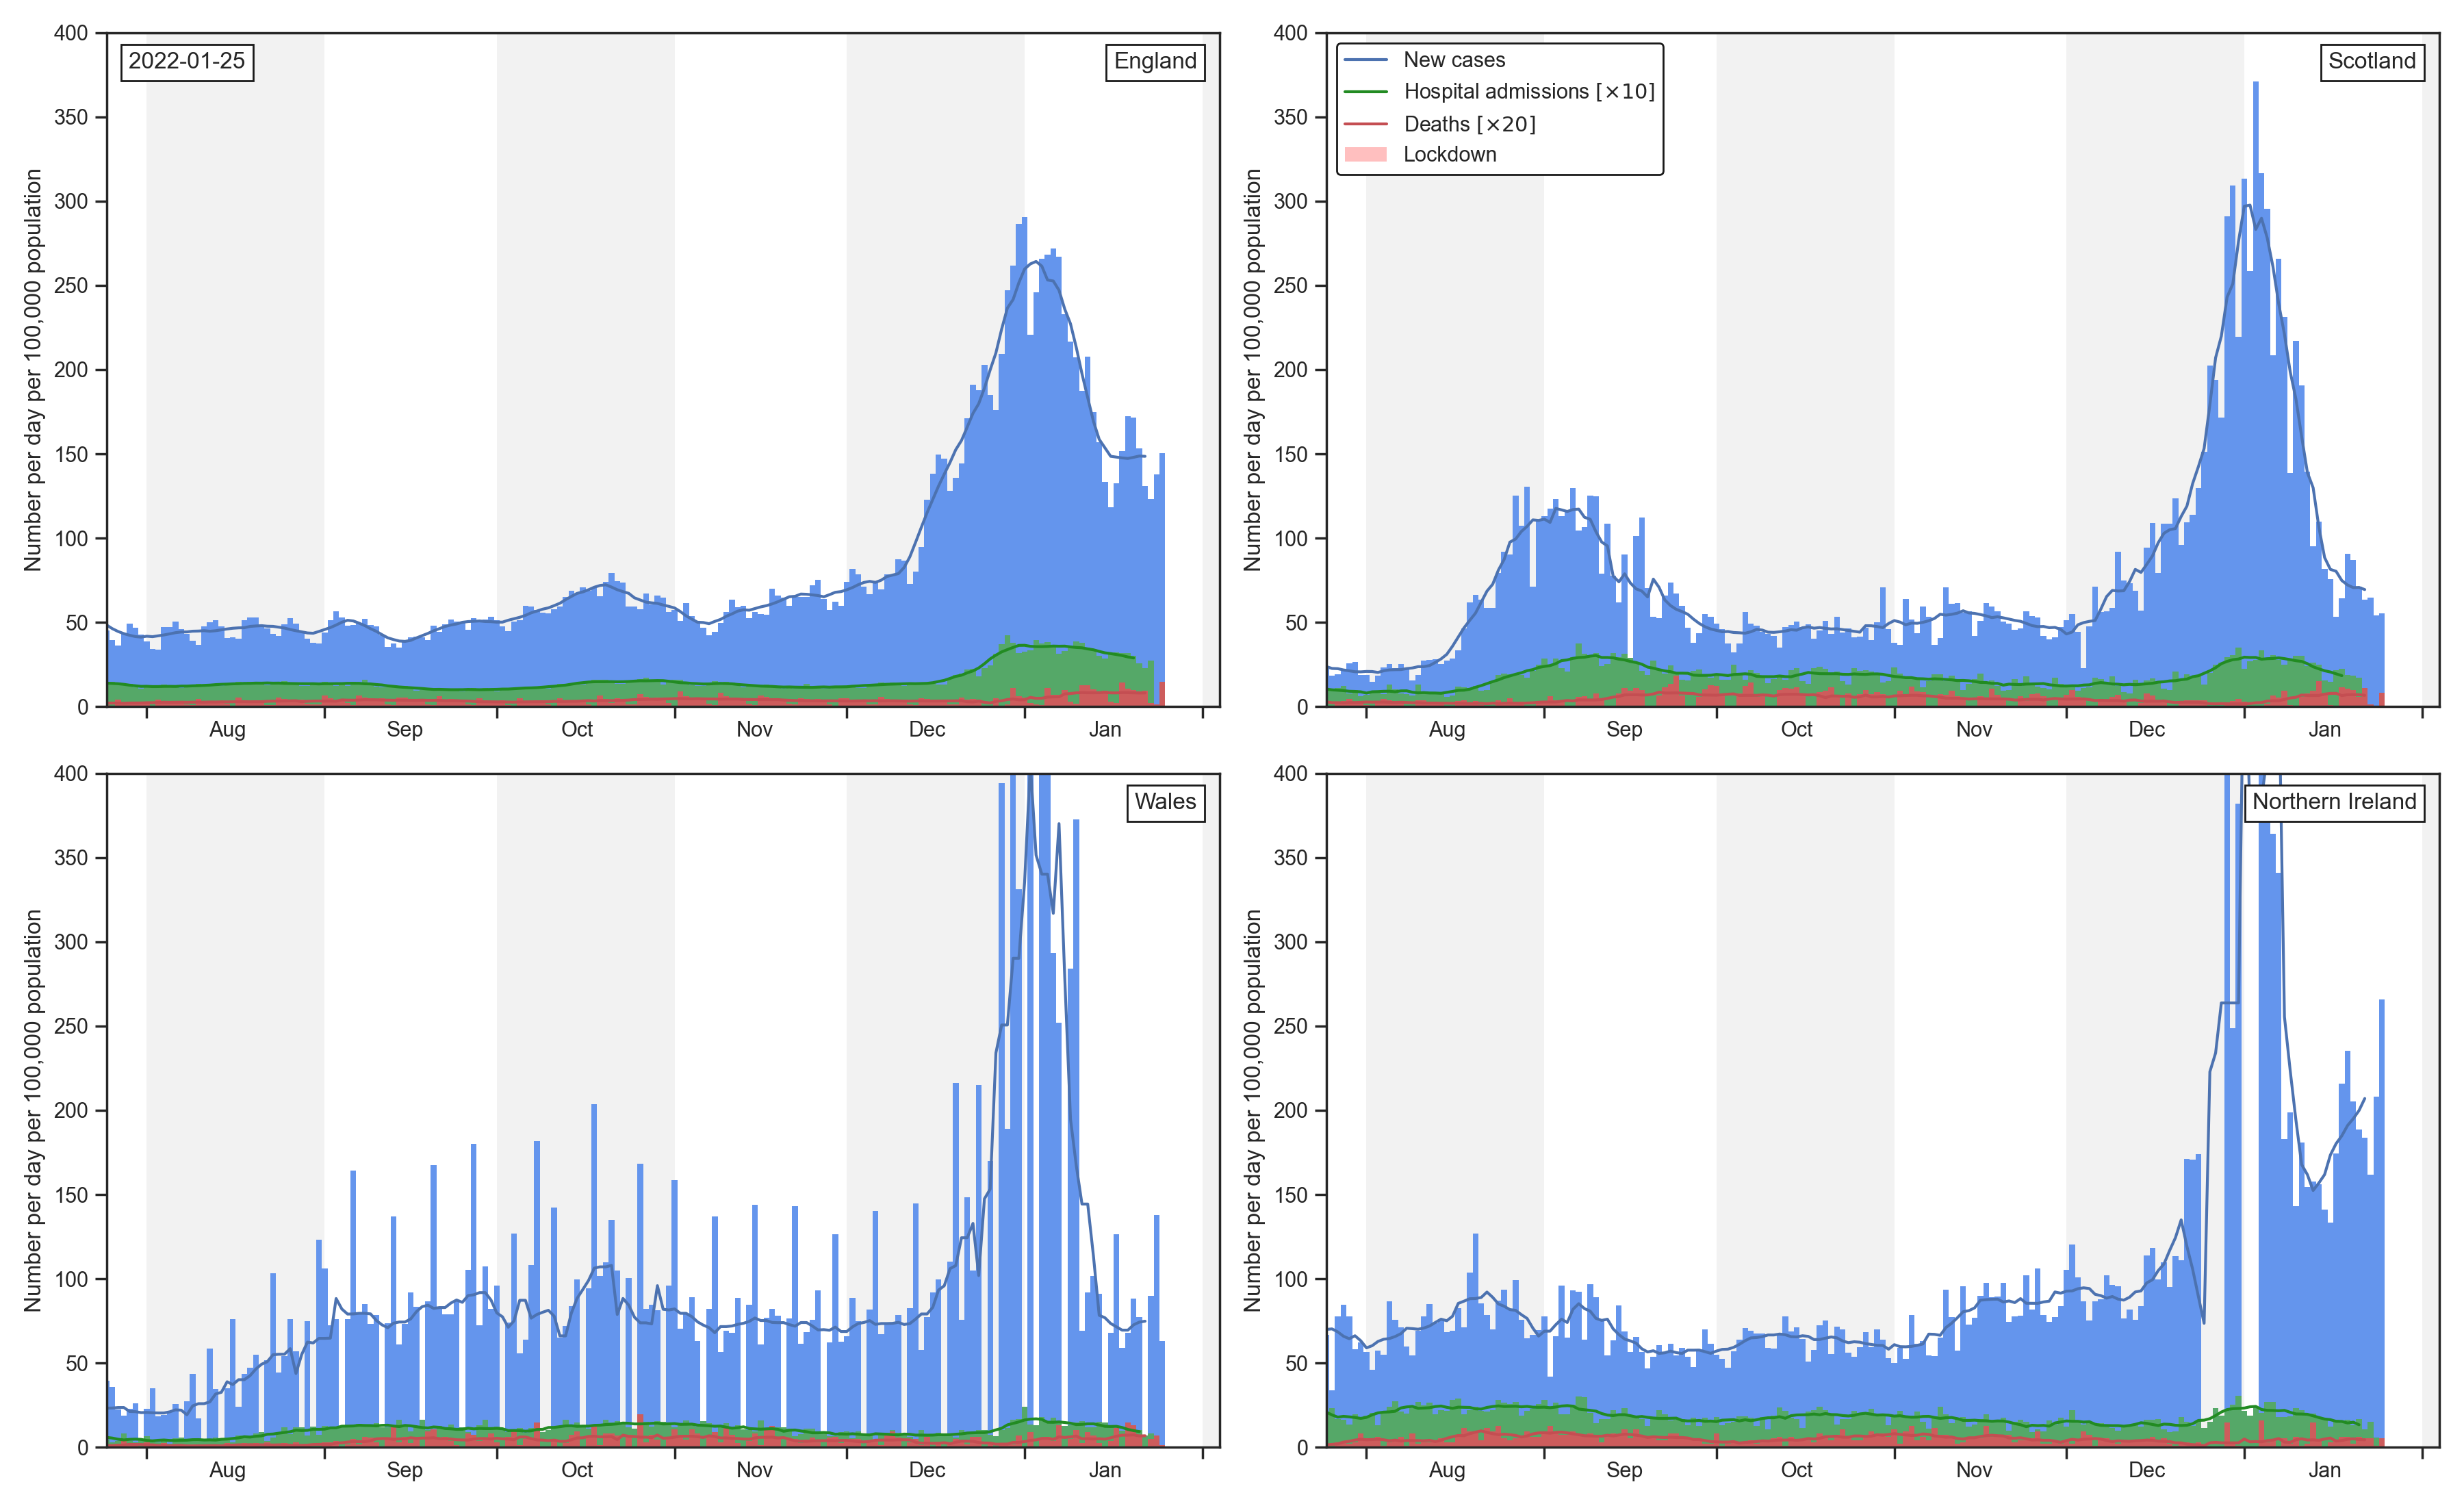 2022-01-25
England
Number per day per 100,000 population
400
350
300
250
200
150
100
50
0
Aug Sep Oct Nov Dec Jan
Scotland
New cases
Hospital admissions [×10]
Deaths [×20]
Lockdown
Number per day per 100,000 population
400
350
300
250
200
150
100
50
0
Aug Sep Oct Nov Dec Jan
Wales
Number per day per 100,000 population
400
350
300
250
200
150
100
50
0
Aug Sep Oct Nov Dec Jan
Northern Ireland
Number per day per 100,000 population
400
350
300
250
200
150
100
50
0
Aug Sep Oct Nov Dec Jan